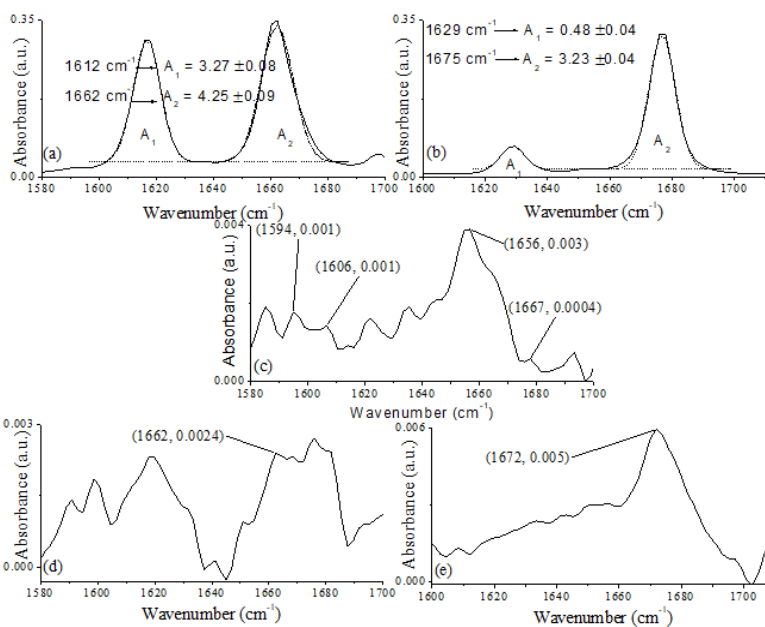 0.35
Absorbance (a.u.)
0.00
1612 cm⁻¹ → A₁ = 3.27 ±0.08
1662 cm⁻¹ → A₂ = 4.25 ±0.09
A₁
A₂
(a)
1580 1600 1620 1640 1660 1680 1700
Wavenumber (cm⁻¹)
0.35
Absorbance (a.u.)
0.00
1629 cm⁻¹ → A₁ = 0.48 ±0.04
1675 cm⁻¹ → A₂ = 3.23 ±0.04
A₁
A₂
(b)
1600 1620 1640 1660 1680 1700
Wavenumber (cm⁻¹)
0.004
Absorbance (a.u.)
0.000
(1594, 0.001)
(1606, 0.001)
(1656, 0.003)
(1667, 0.0004)
(c)
1580 1600 1620 1640 1660 1680 1700
Wavenumber (cm⁻¹)
0.003
Absorbance (a.u.)
0.000
(1662, 0.0024)
(d)
1580 1600 1620 1640 1660 1680 1700
Wavenumber (cm⁻¹)
0.006
Absorbance (a.u.)
0.000
(1672, 0.005)
(e)
1600 1620 1640 1660 1680 1700
Wavenumber (cm⁻¹)